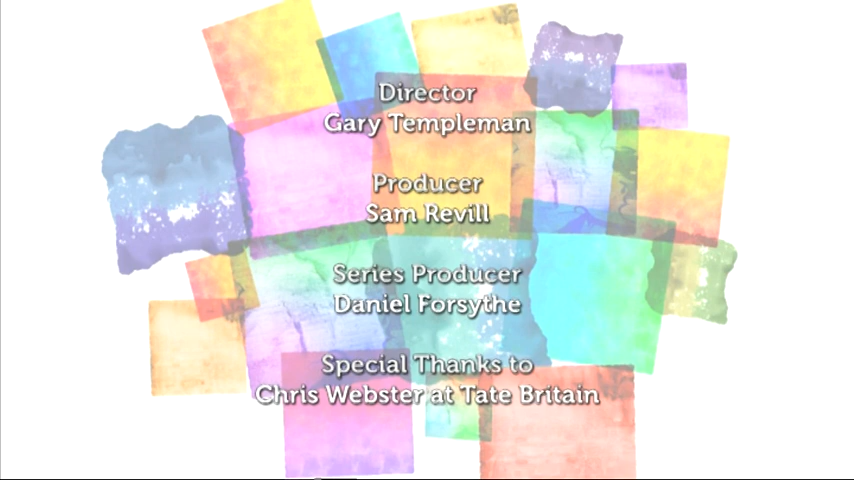 Director
Gary Templeman
Producer
Sam Revill
Series Producer
Daniel Forsythe
Special Thanks to
Chris Webster at Tate Britain